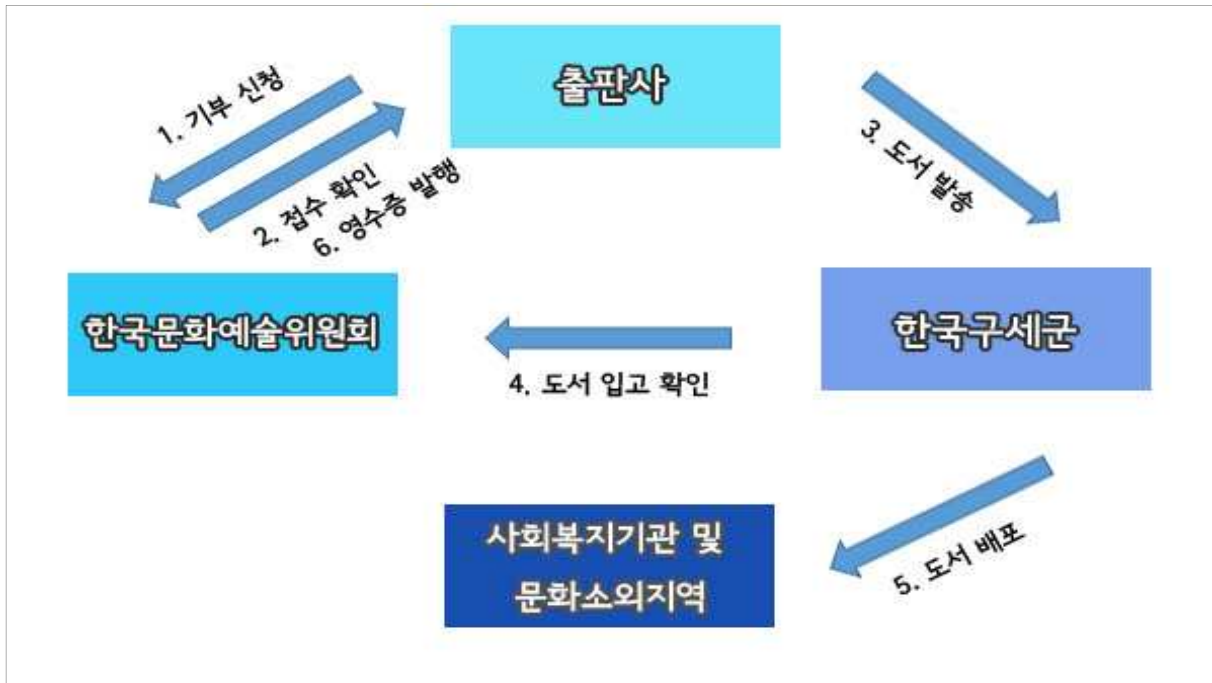 출판사
1. 기부 신청
2. 접수 확인
6. 영수증 발행
3. 도서 발송
한국문화예술위원회
한국구세군
4. 도서 입고 확인
사회복지기관 및
문화소외지역
5. 도서 배포